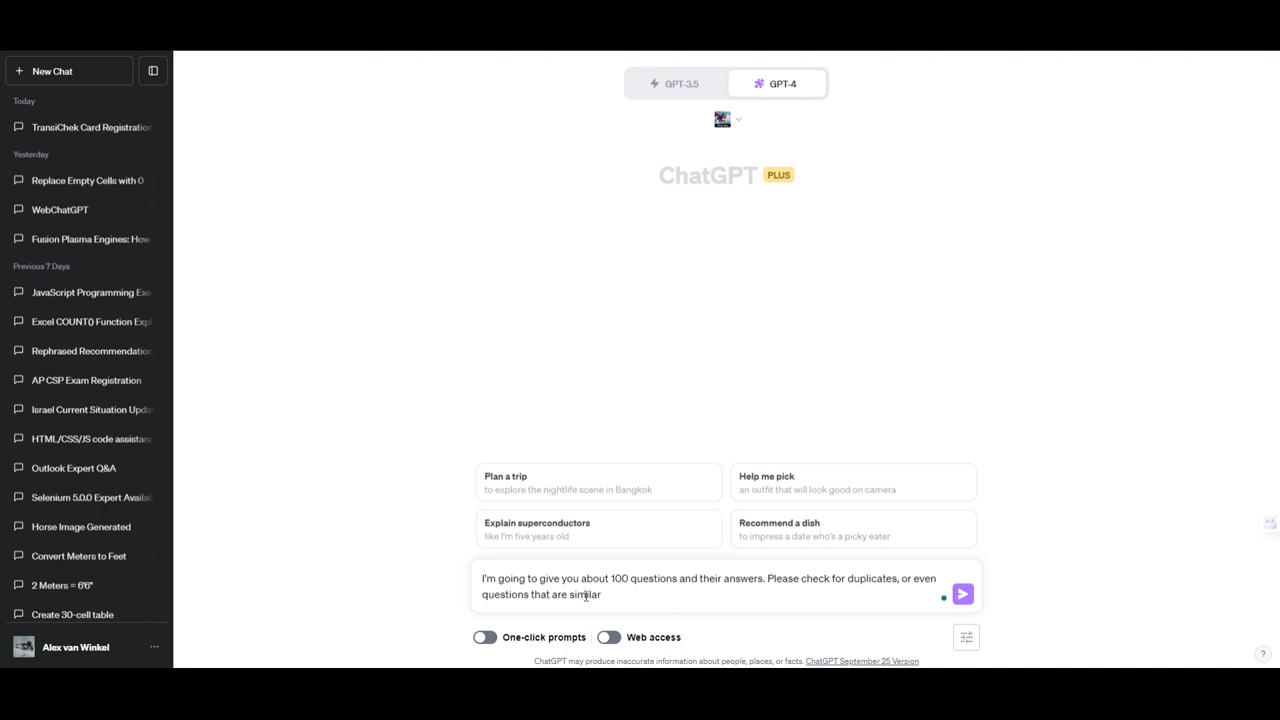 New Chat
Today
TransiChek Card Registration
Yesterday
Replace Empty Cells with 0
WebChatGPT
Fusion Plasma Engines: How
Previous 7 Days
JavaScript Programming Exe
Excel COUNT() Function Expl
Rephrased Recommendation
AP CSP Exam Registration
Israel Current Situation Upda
HTML/CSS/JS code assistanc
Outlook Expert Q&A
Selenium 5.0.0 Expert Availab
Horse Image Generated
Convert Meters to Feet
2 Meters = 6'6"
Create 30-cell table
Alex van Winkel
GPT-3.5
GPT-4
ChatGPT PLUS
Plan a trip
to explore the nightlife scene in Bangkok
Help me pick
an outfit that will look good on camera
Explain superconductors
like I'm five years old
Recommend a dish
to impress a date who's a picky eater
I'm going to give you about 100 questions and their answers. Please check for duplicates, or even
questions that are similar
One-click prompts
Web access
ChatGPT may produce inaccurate information about people, places, or facts. ChatGPT September 25 Version
?